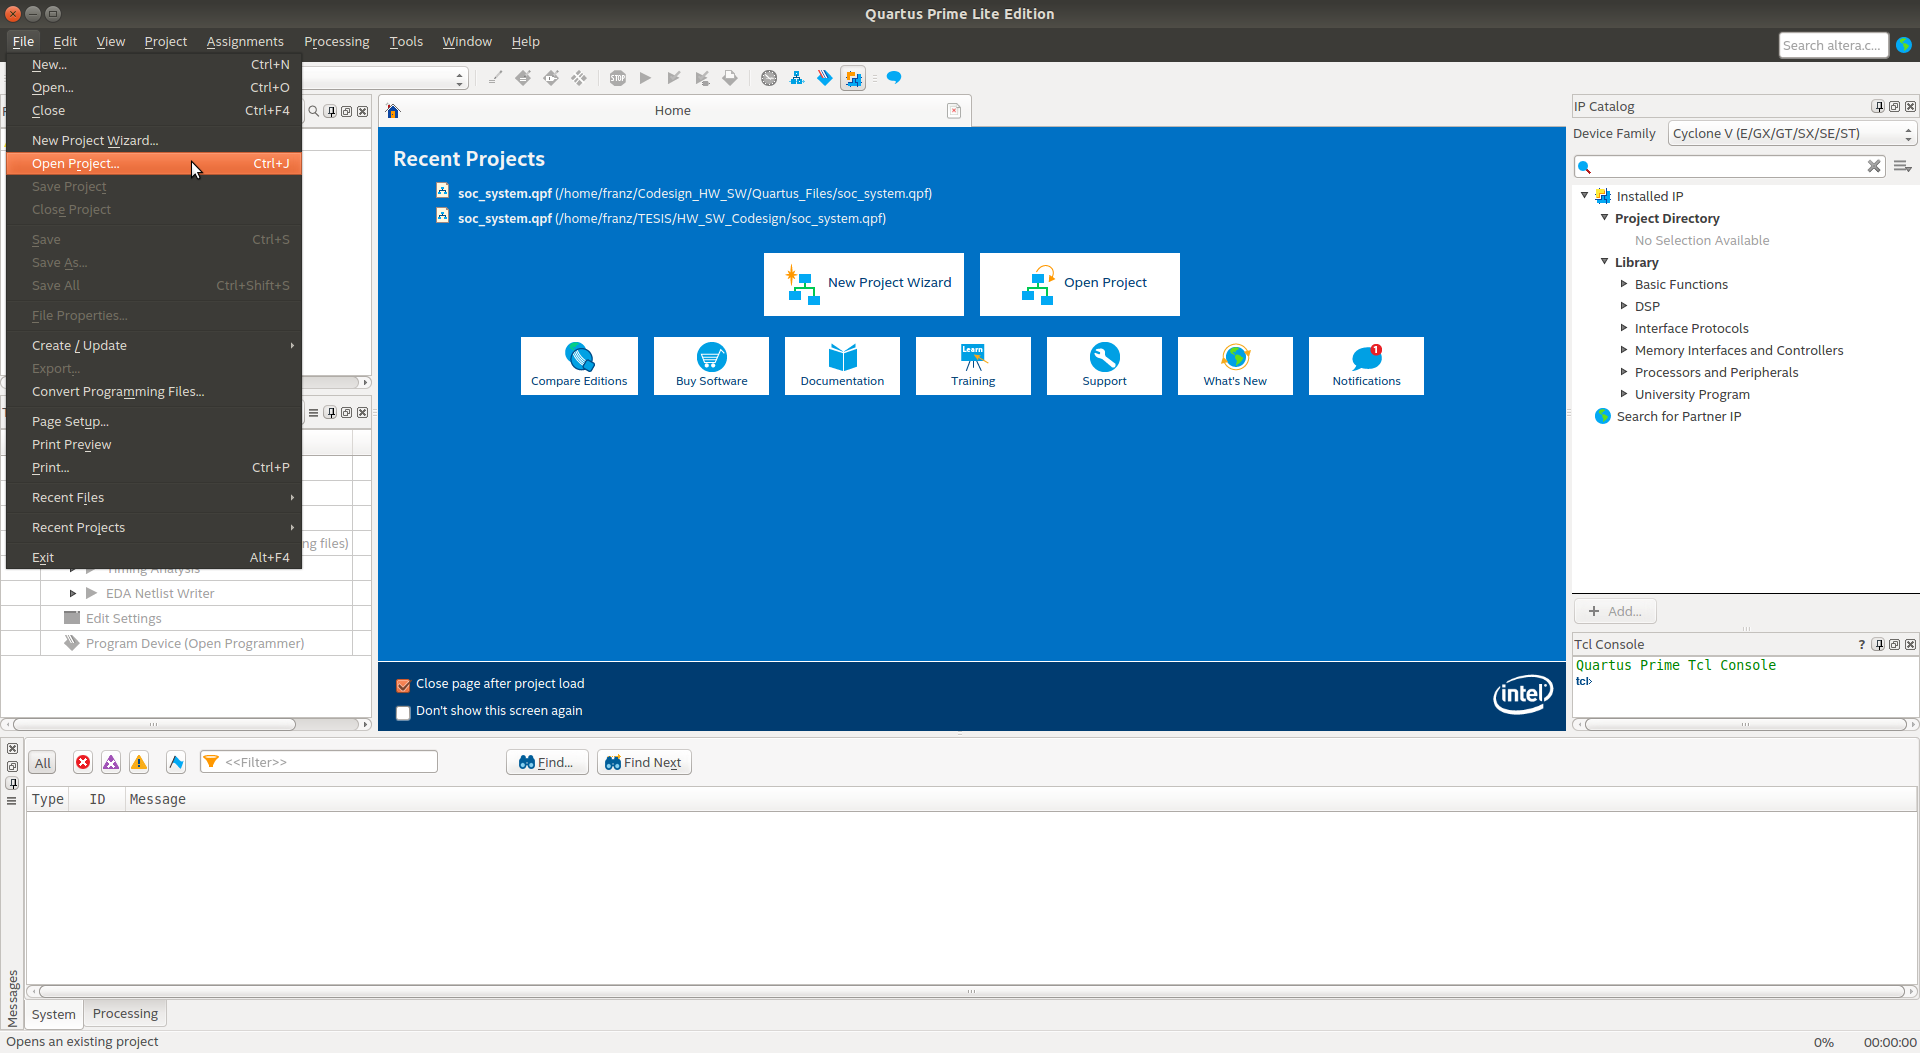 Quartus Prime Lite Edition
File Edit View Project Assignments Processing Tools Window Help
Search altera.c...
New... Ctrl+N
Open... Ctrl+O
Close Ctrl+F4
New Project Wizard...
Open Project... Ctrl+J
Save Project
Close Project
Save Ctrl+S
Save As...
Save All Ctrl+Shift+S
File Properties...
Create / Update
Export...
Convert Programming Files...
Page Setup...
Print Preview
Print... Ctrl+P
Recent Files
Recent Projects
Exit Alt+F4
ng files)
Timing Analysis
EDA Netlist Writer
Edit Settings
Program Device (Open Programmer)
STOP
Home
Recent Projects
soc_system.qpf (/home/franz/Codesign_HW_SW/Quartus_Files/soc_system.qpf)
soc_system.qpf (/home/franz/TESIS/HW_SW_Codesign/soc_system.qpf)
New Project Wizard
Open Project
Compare Editions
Buy Software
Documentation
Learn
Training
Support
What's New
1
Notifications
Close page after project load
Don't show this screen again
intel
IP Catalog
Device Family Cyclone V (E/GX/GT/SX/SE/ST)
Installed IP
Project Directory
No Selection Available
Library
Basic Functions
DSP
Interface Protocols
Memory Interfaces and Controllers
Processors and Peripherals
University Program
Search for Partner IP
+ Add...
Tcl Console ?
Quartus Prime Tcl Console
tcl>
All <<Filter>> Find... Find Next
Type ID Message
Messages
System Processing
Opens an existing project 0% 00:00:00